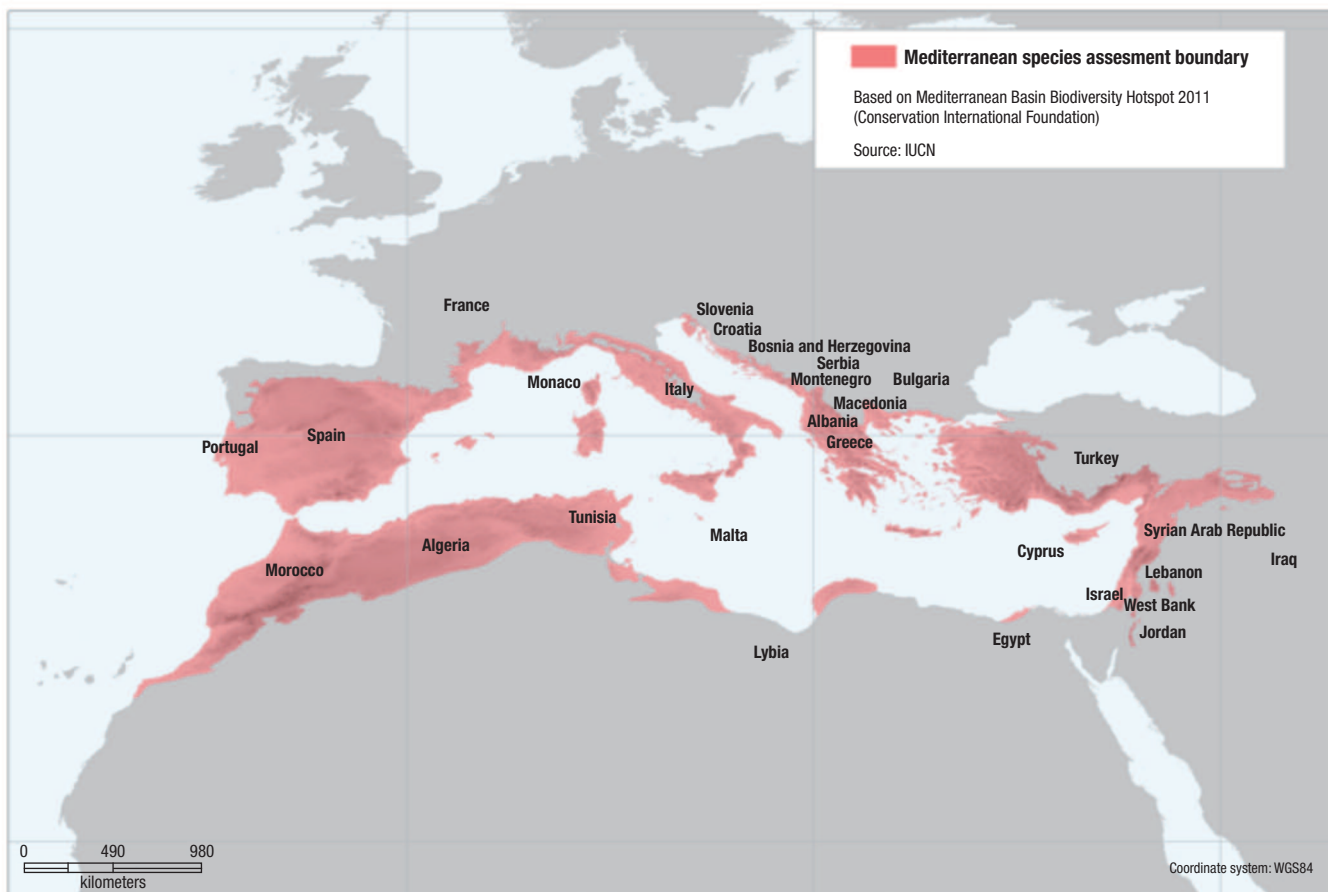 Mediterranean species assesment boundary
Based on Mediterranean Basin Biodiversity Hotspot 2011
(Conservation International Foundation)
Source: IUCN
France
Slovenia
Croatia
Bosnia and Herzegovina
Serbia
Monaco
Italy
Montenegro
Bulgaria
Macedonia
Albania
Portugal
Spain
Greece
Turkey
Tunisia
Malta
Syrian Arab Republic
Algeria
Cyprus
Iraq
Morocco
Lebanon
Israel
West Bank
Jordan
Egypt
Lybia
0 490 980
kilometers
Coordinate system: WGS84